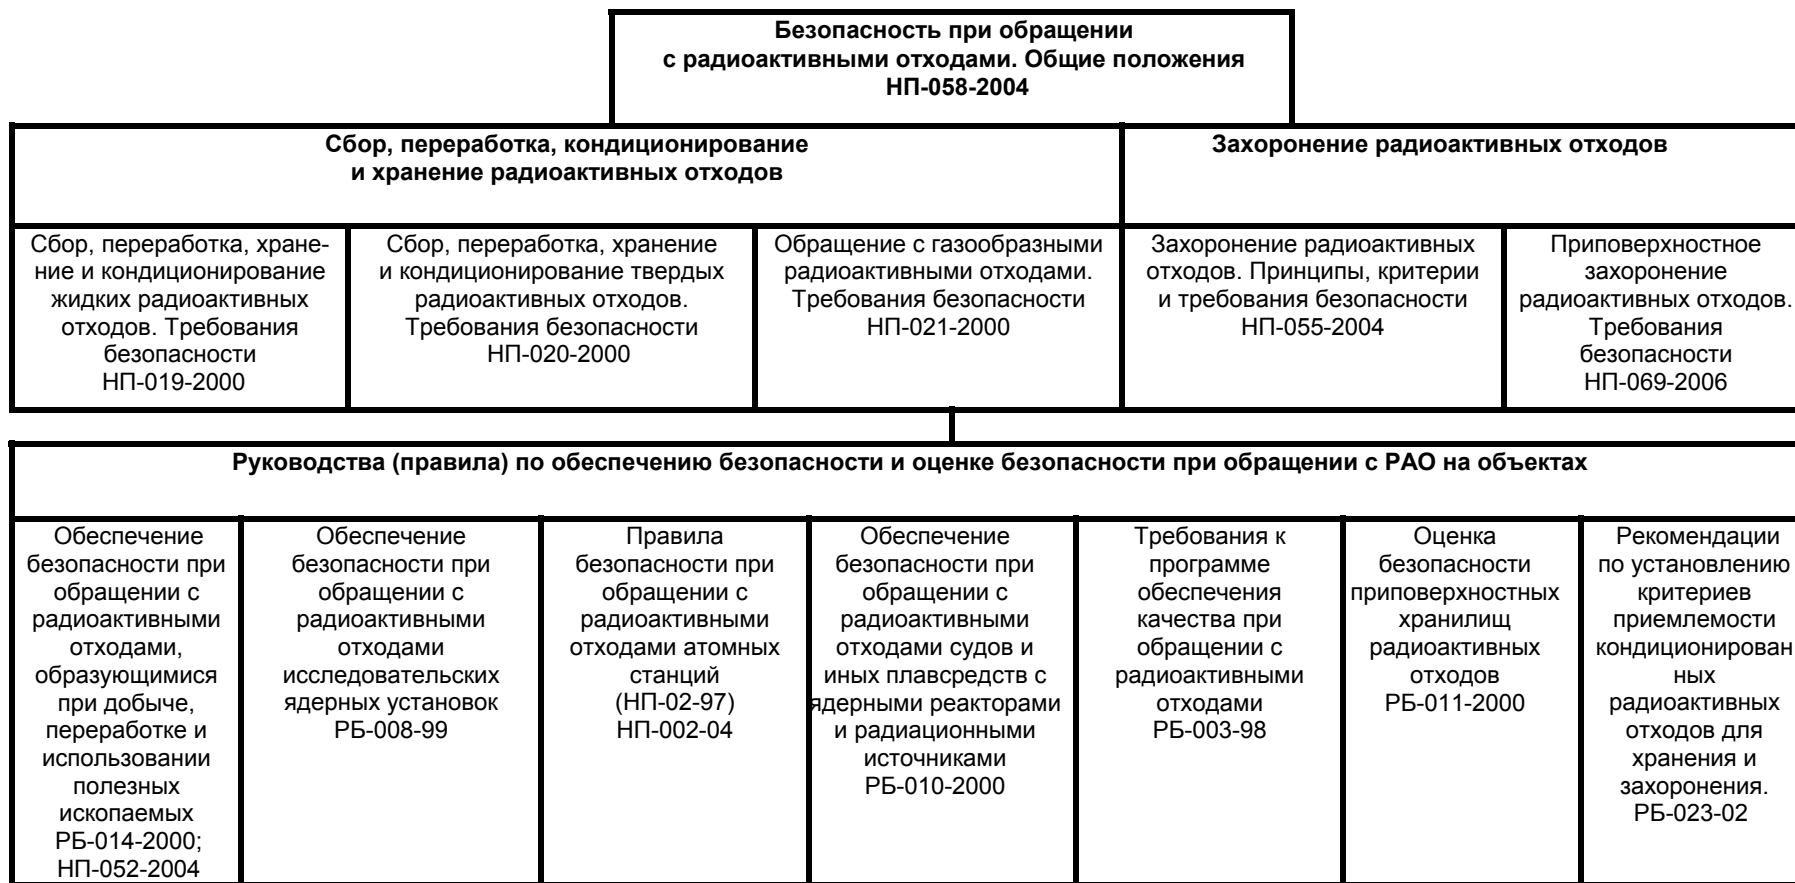 Безопасность при обращении
с радиоактивными отходами. Общие положения
НП-058-2004
Сбор, переработка, кондиционирование
и хранение радиоактивных отходов
Захоронение радиоактивных отходов
Сбор, переработка, хране-
ние и кондиционирование
жидких радиоактивных
отходов. Требования
безопасности
НП-019-2000
Сбор, переработка, хранение
и кондиционирование твердых
радиоактивных отходов.
Требования безопасности
НП-020-2000
Обращение с газообразными
радиоактивными отходами.
Требования безопасности
НП-021-2000
Захоронение радиоактивных
отходов. Принципы, критерии
и требования безопасности
НП-055-2004
Приповерхностное
захоронение
радиоактивных отходов.
Требования
безопасности
НП-069-2006
Руководства (правила) по обеспечению безопасности и оценке безопасности при обращении с РАО на объектах
Обеспечение
безопасности при
обращении с
радиоактивными
отходами,
образующимися
при добыче,
переработке и
использовании
полезных
ископаемых
РБ-014-2000;
НП-052-2004
Обеспечение
безопасности при
обращении с
радиоактивными
отходами
исследовательских
ядерных установок
РБ-008-99
Правила
безопасности при
обращении с
радиоактивными
отходами атомных
станций
(НП-02-97)
НП-002-04
Обеспечение
безопасности при
обращении с
радиоактивными
отходами судов и
иных плавсредств с
ядерными реакторами
и радиационными
источниками
РБ-010-2000
Требования к
программе
обеспечения
качества при
обращении с
радиоактивными
отходами
РБ-003-98
Оценка
безопасности
приповерхностных
хранилищ
радиоактивных
отходов
РБ-011-2000
Рекомендации
по установлению
критериев
приемлемости
кондиционирован
ных
радиоактивных
отходов для
хранения и
захоронения.
РБ-023-02